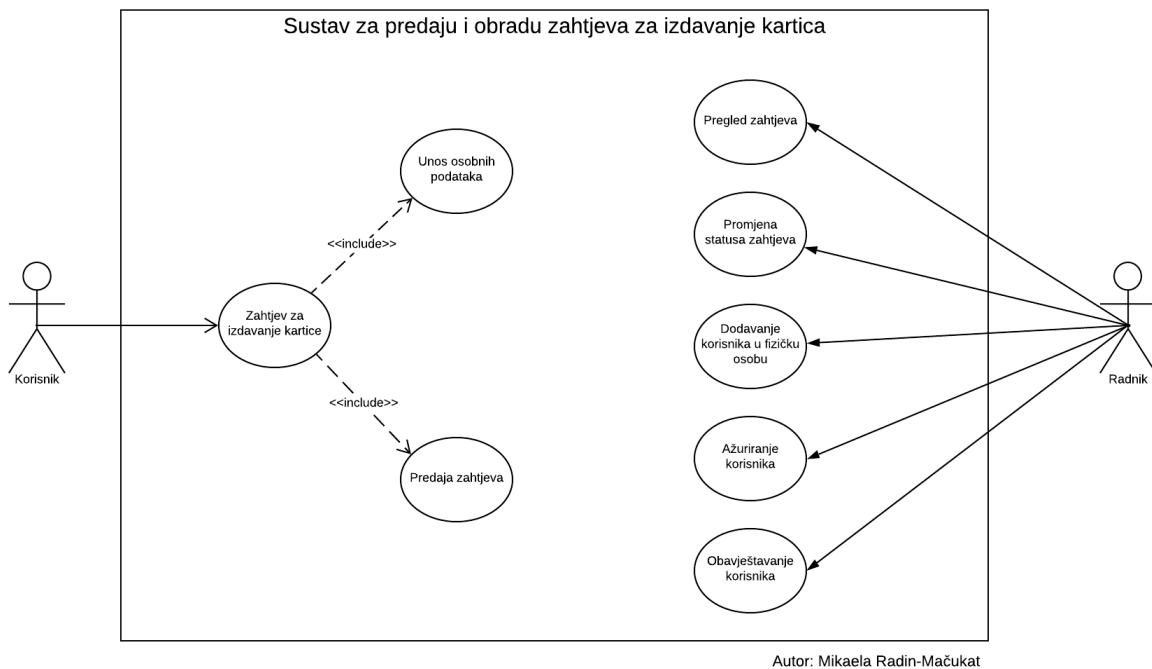 Sustav za predaju i obradu zahtjeva za izdavanje kartica
Pregled zahtjeva
Unos osobnih
podataka
Promjena
statusa zahtjeva
<<include>>
Zahtjev za
izdavanje kartice
Dodavanje
korisnika u fizičku
osobu
Korisnik
Radnik
<<include>>
Ažuriranje
korisnika
Predaja zahtjeva
Obavještavanje
korisnika
Autor: Mikaela Radin-Mačukat